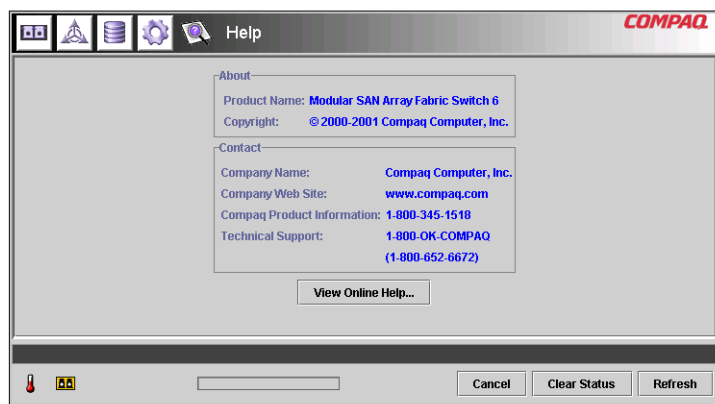 Help
COMPAQ
About
Product Name: Modular SAN Array Fabric Switch 6
Copyright: © 2000-2001 Compaq Computer, Inc.
Contact
Company Name: Compaq Computer, Inc.
Company Web Site: www.compaq.com
Compaq Product Information: 1-800-345-1518
Technical Support: 1-800-OK-COMPAQ
(1-800-652-6672)
View Online Help...
Cancel Clear Status Refresh